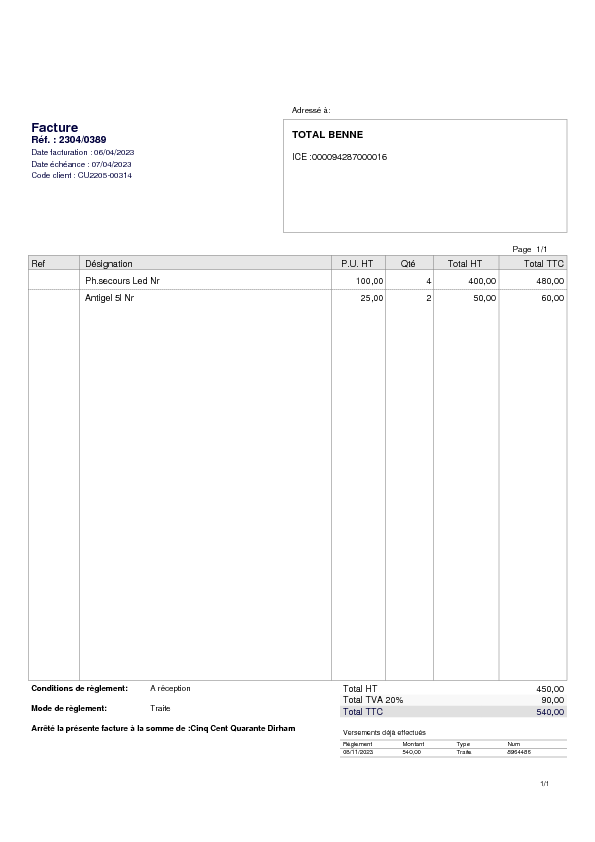 Adressé à:
Facture
Réf. : 2304/0389
Date facturation : 06/04/2023
Date échéance : 07/04/2023
Code client : CU2205-00314
TOTAL BENNE
ICE :000094287000016
Page 1/1
Ref Désignation P.U. HT Qté Total HT Total TTC
Ph.secours Led Nr 100,00 4 400,00 480,00
Antigel 5l Nr 25,00 2 50,00 60,00
Conditions de règlement: A réception
Total HT 450,00
Total TVA 20% 90,00
Mode de règlement: Traite
Total TTC 540,00
Arrêté la présente facture à la somme de :Cinq Cent Quarante Dirham
Versements déjà effectués
Règlement Montant Type Num
08/11/2023 540,00 Traite 8964486
1/1